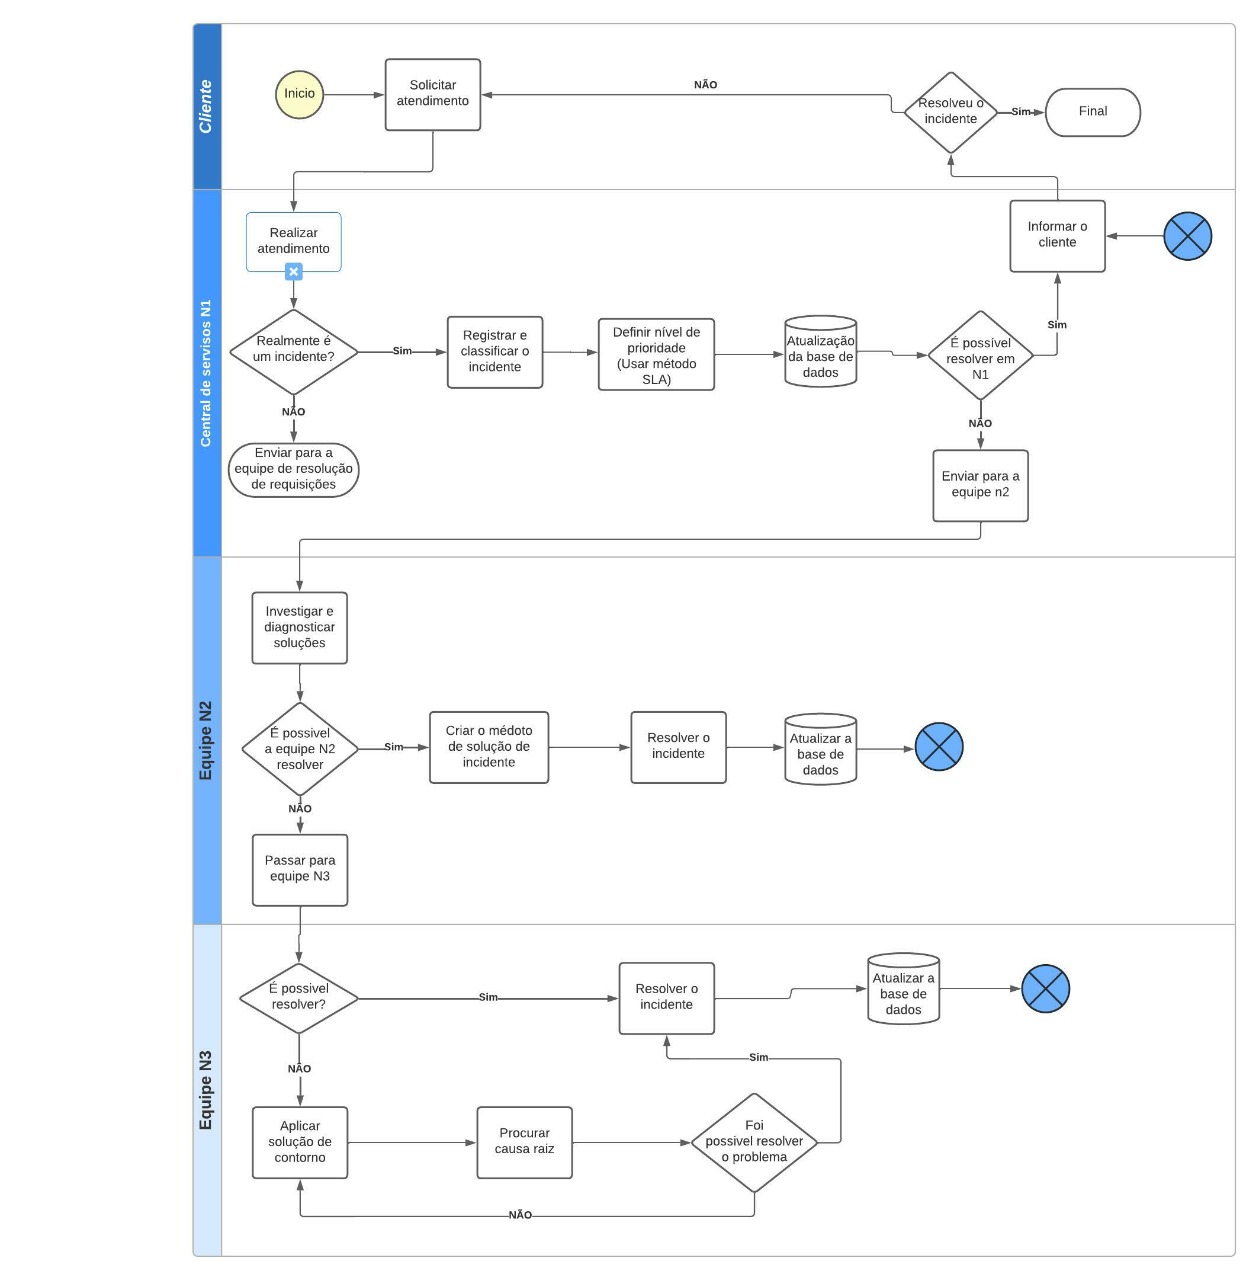 Cliente
Inicio
Solicitar
atendimento
NÃO
Resolveu o
incidente
Sim
Final
Central de servisos N1
Realizar
atendimento
Informar o
cliente
Realmente é
um incidente?
Sim
Registrar e
classificar o
incidente
Definir nível de
prioridade
(Usar método
SLA)
Atualização
da base de
dados
É possível
resolver em
N1
Sim
NÃO
NÃO
Enviar para a
equipe de resolução
de requisições
Enviar para a
equipe n2
Equipe N2
Investigar e
diagnosticar
soluções
É possivel
a equipe N2
resolver
Sim
Criar o médoto
de solução de
incidente
Resolver o
incidente
Atualizar a
base de
dados
NÃO
Passar para
equipe N3
Equipe N3
É possivel
resolver?
Sim
Resolver o
incidente
Atualizar a
base de
dados
NÃO
Sim
Aplicar
solução de
contorno
Procurar
causa raiz
Foi
possivel resolver
o problema
NÃO